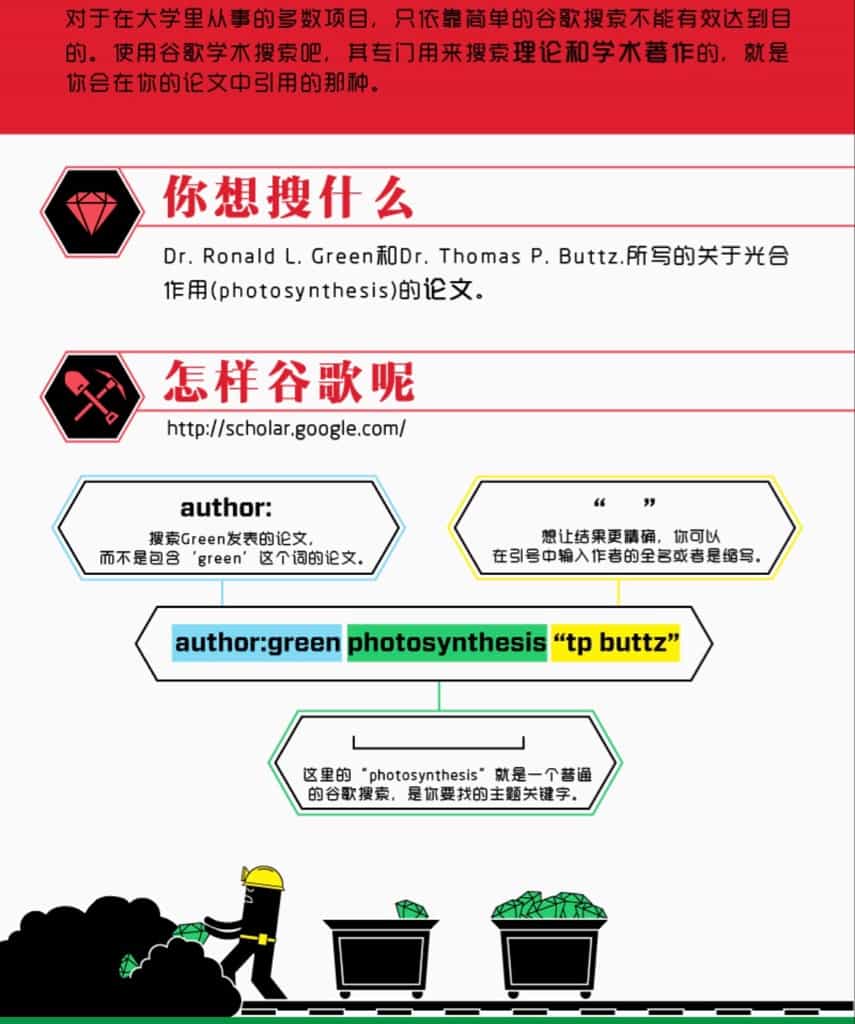 对于在大学里从事的多数项目，只依靠简单的谷歌搜索不能有效达到目
的。使用谷歌学术搜索吧，其专门用来搜索理论和学术著作的，就是
你会在你的论文中引用的那种。
你想搜什么
Dr. Ronald L. Green和Dr. Thomas P. Buttz.所写的关于光合
作用(photosynthesis)的论文。
怎样谷歌呢
http://scholar.google.com/
author:
搜索Green发表的论文，
而不是包含‘green’这个词的论文。
“ ”
想让结果更精确，你可以
在引号中输入作者的全名或者是缩写。
author:green photosynthesis “tp buttz”
这里的“photosynthesis”就是一个普通
的谷歌搜索，是你要找的主题关键字。